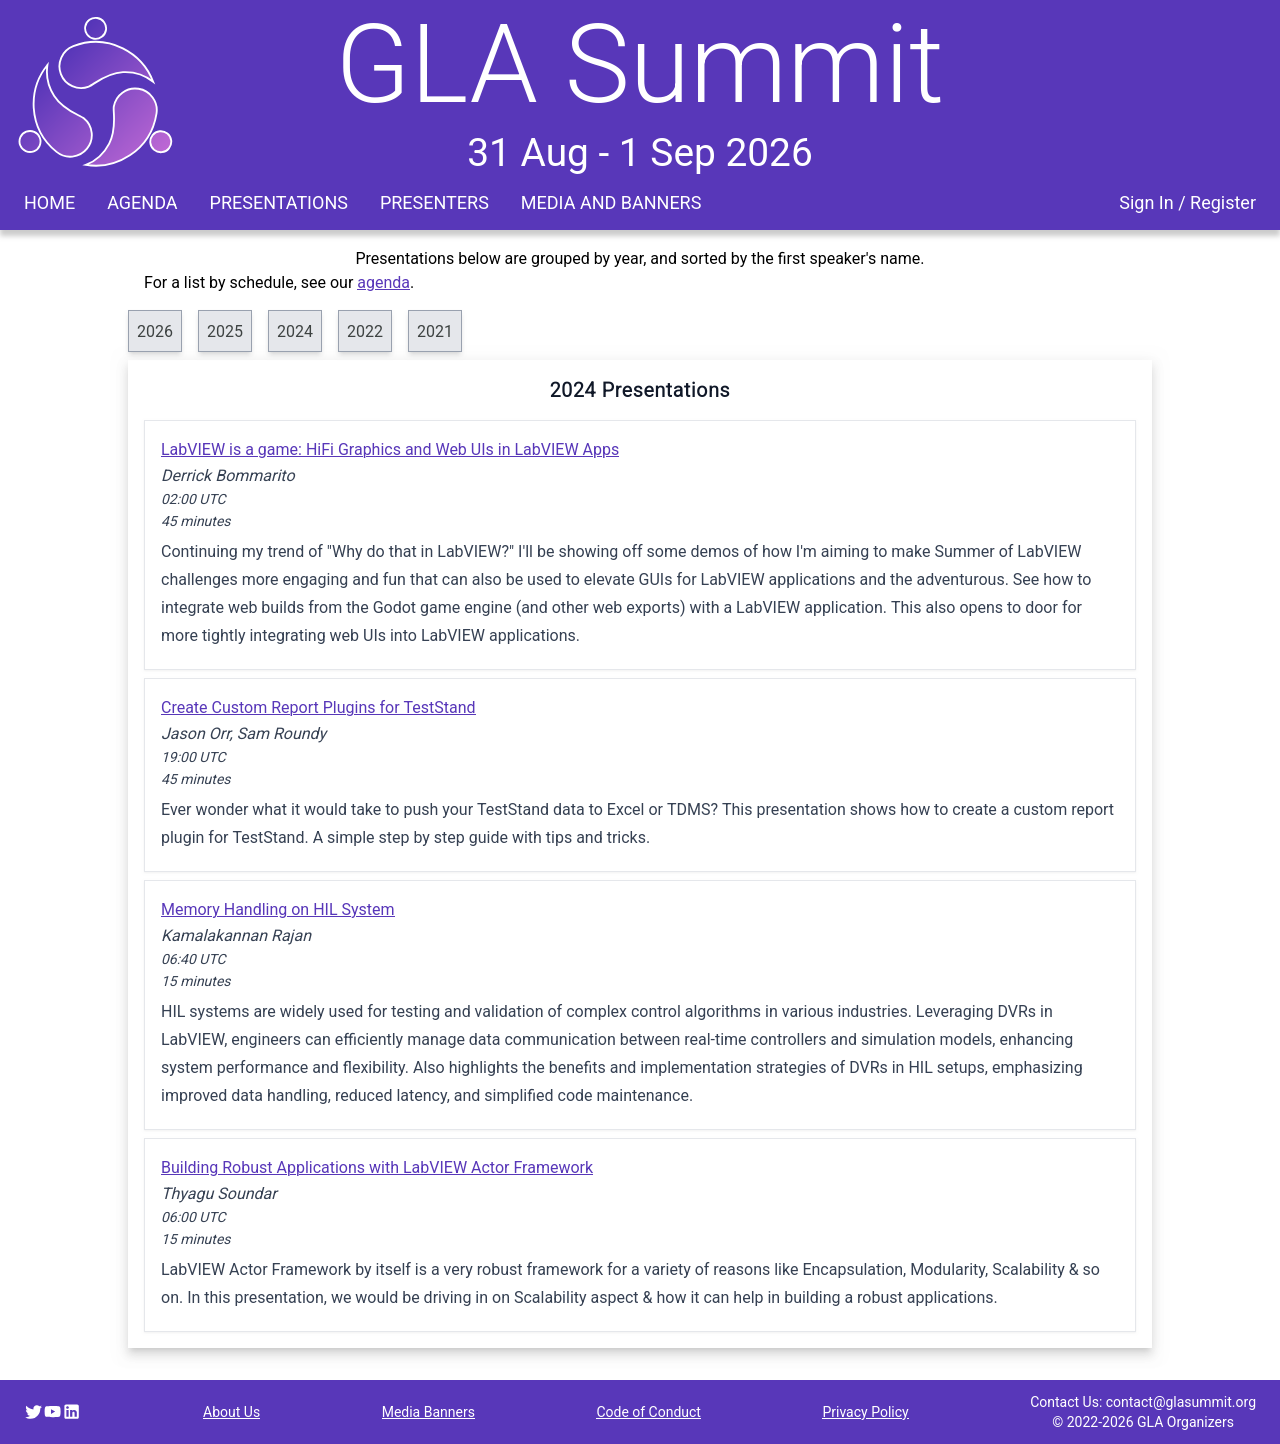 GLA Summit
31 Aug - 1 Sep 2026
HOME AGENDA PRESENTATIONS PRESENTERS MEDIA AND BANNERS Sign In / Register
Presentations below are grouped by year, and sorted by the first speaker's name.
For a list by schedule, see our agenda.
2026 2025 2024 2022 2021
2024 Presentations
LabVIEW is a game: HiFi Graphics and Web UIs in LabVIEW Apps
Derrick Bommarito
02:00 UTC
45 minutes
Continuing my trend of "Why do that in LabVIEW?" I'll be showing off some demos of how I'm aiming to make Summer of LabVIEW
challenges more engaging and fun that can also be used to elevate GUIs for LabVIEW applications and the adventurous. See how to
integrate web builds from the Godot game engine (and other web exports) with a LabVIEW application. This also opens to door for
more tightly integrating web UIs into LabVIEW applications.
Create Custom Report Plugins for TestStand
Jason Orr, Sam Roundy
19:00 UTC
45 minutes
Ever wonder what it would take to push your TestStand data to Excel or TDMS? This presentation shows how to create a custom report
plugin for TestStand. A simple step by step guide with tips and tricks.
Memory Handling on HIL System
Kamalakannan Rajan
06:40 UTC
15 minutes
HIL systems are widely used for testing and validation of complex control algorithms in various industries. Leveraging DVRs in
LabVIEW, engineers can efficiently manage data communication between real-time controllers and simulation models, enhancing
system performance and flexibility. Also highlights the benefits and implementation strategies of DVRs in HIL setups, emphasizing
improved data handling, reduced latency, and simplified code maintenance.
Building Robust Applications with LabVIEW Actor Framework
Thyagu Soundar
06:00 UTC
15 minutes
LabVIEW Actor Framework by itself is a very robust framework for a variety of reasons like Encapsulation, Modularity, Scalability & so
on. In this presentation, we would be driving in on Scalability aspect & how it can help in building a robust applications.
About Us Media Banners Code of Conduct Privacy Policy
Contact Us: contact@glasummit.org
© 2022-2026 GLA Organizers